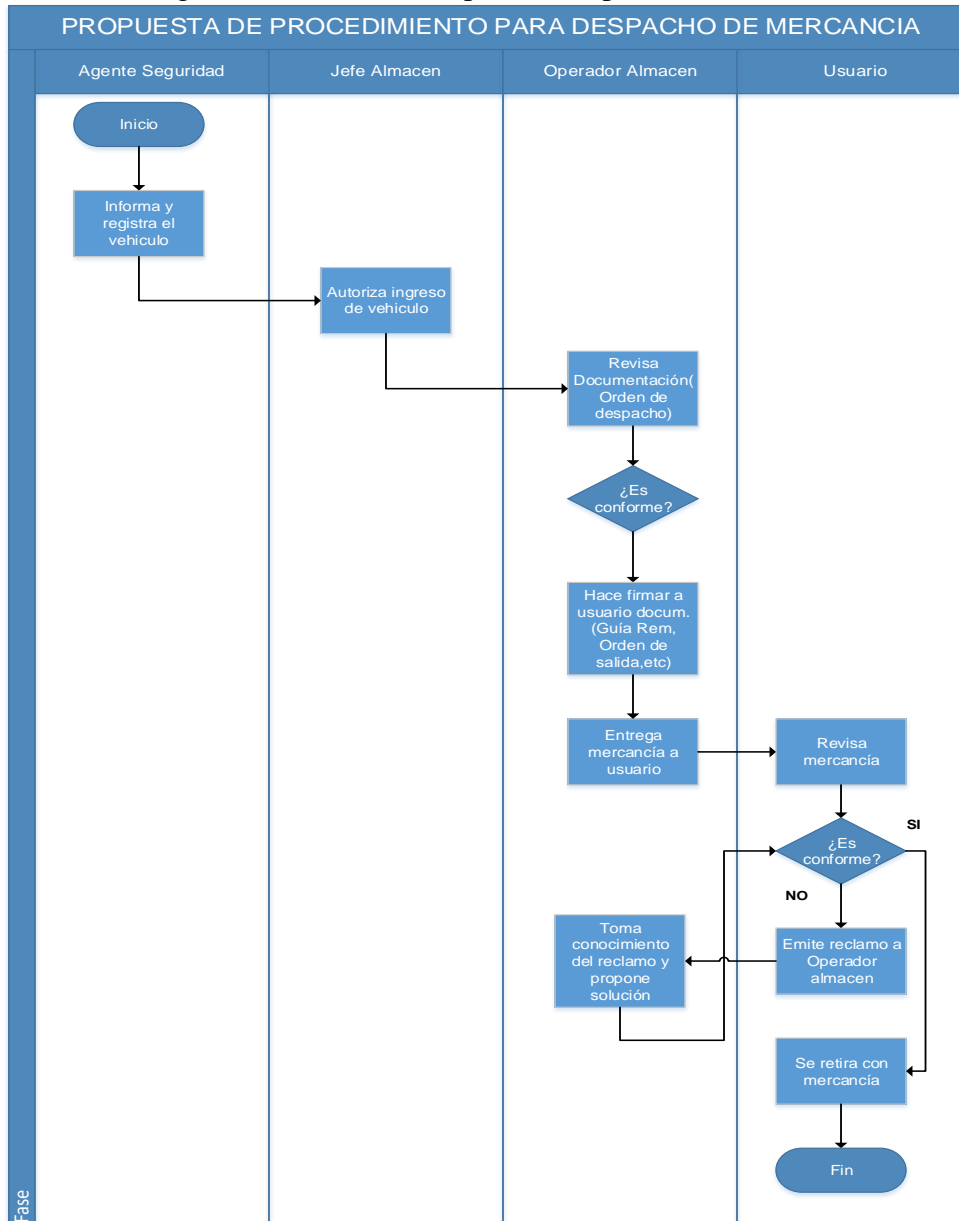 PROPUESTA DE PROCEDIMIENTO PARA DESPACHO DE MERCANCIA
Agente Seguridad
Jefe Almacen
Operador Almacen
Usuario
Inicio
Informa y
registra el
vehiculo
Autoriza ingreso
de vehiculo
Revisa
Documentación(
Orden de
despacho)
¿Es
conforme?
Hace firmar a
usuario docum.
(Guía Rem,
Orden de
salida,etc)
Entrega
mercancía a
usuario
Revisa
mercancía
¿Es
conforme?
SI
NO
Emite reclamo a
Operador
almacen
Toma
conocimiento
del reclamo y
propone
solución
Se retira con
mercancía
Fin
Fase